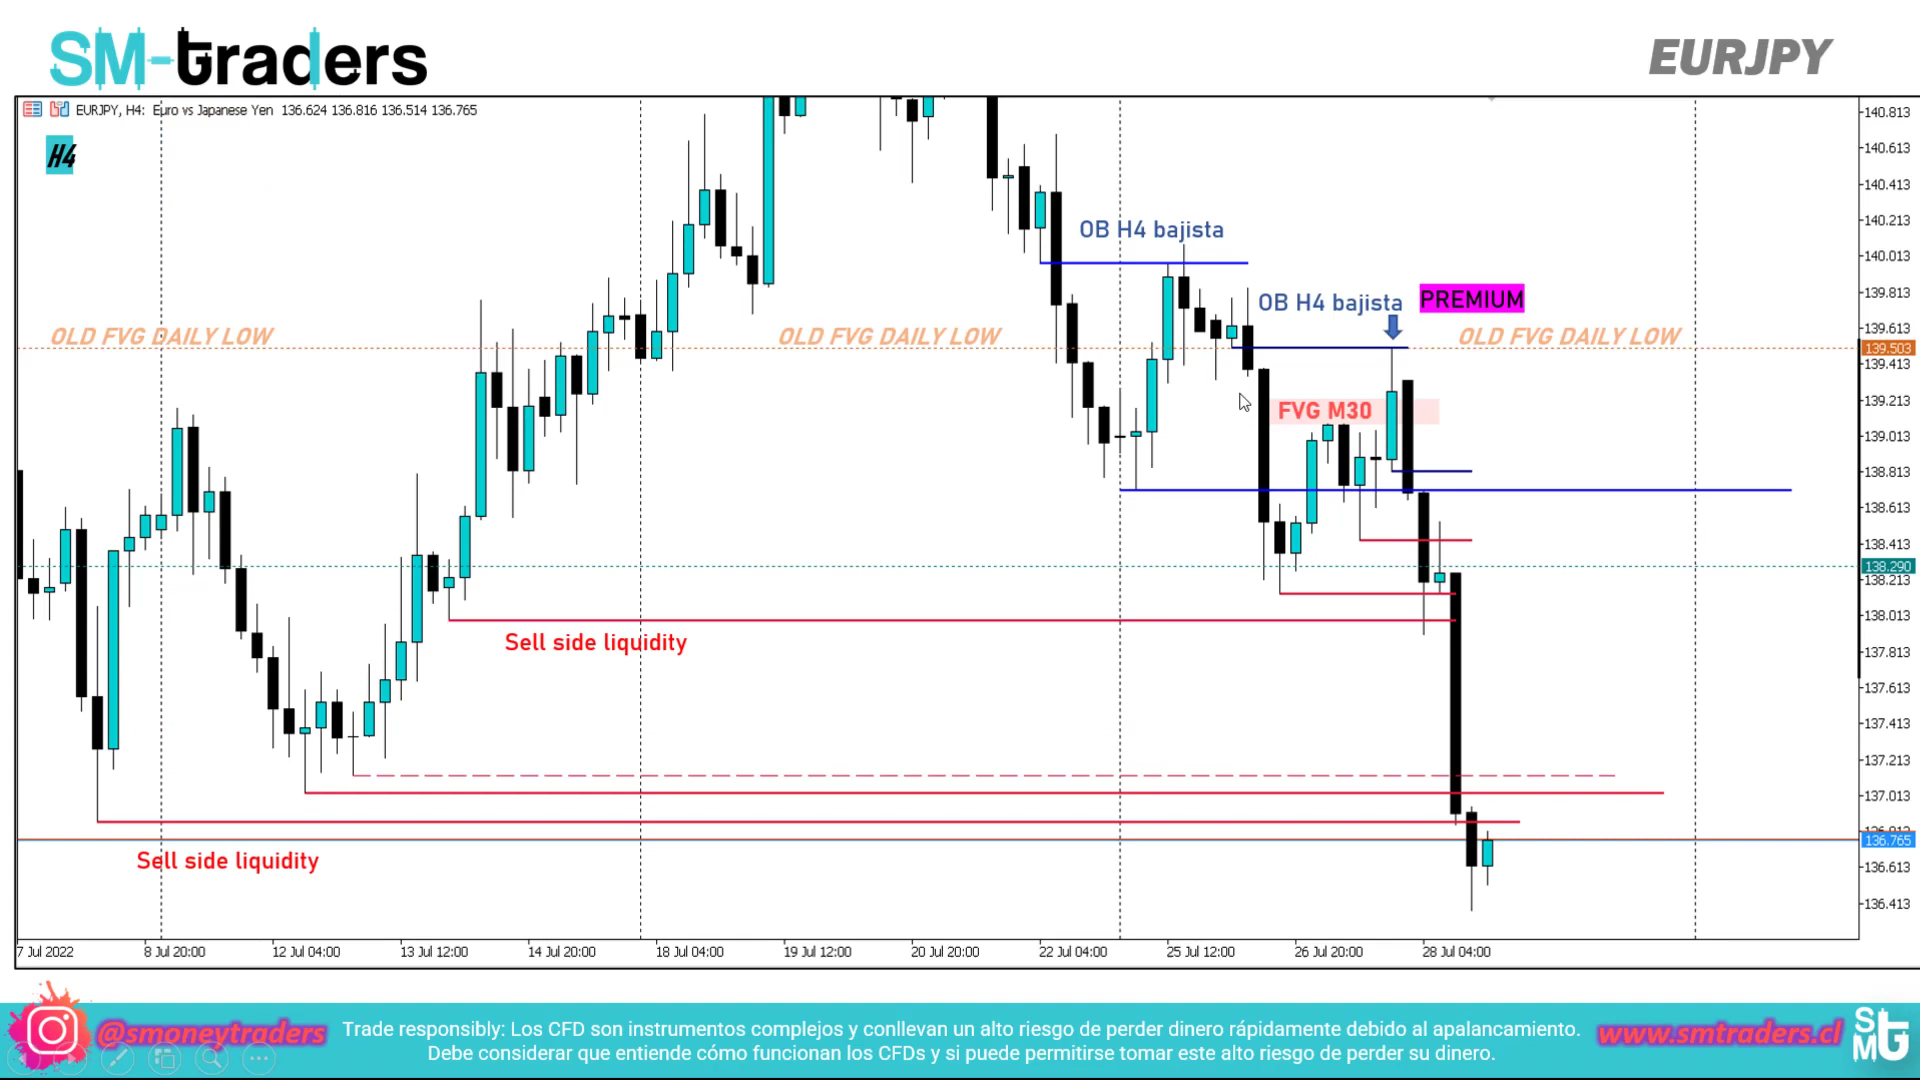 SM-traders
EURJPY
EURJPY, H4: Euro vs Japanese Yen 136.624 136.816 136.514 136.765
H4
OB H4 bajista
OB H4 bajista
PREMIUM
OLD FVG DAILY LOW
OLD FVG DAILY LOW
OLD FVG DAILY LOW
FVG M30
Sell side liquidity
Sell side liquidity
140.813
140.613
140.413
140.213
140.013
139.813
139.613
139.503
139.413
139.213
139.013
138.813
138.613
138.413
138.290
138.213
138.013
137.813
137.613
137.413
137.213
137.013
136.765
136.613
136.413
7 Jul 2022
8 Jul 20:00
12 Jul 04:00
13 Jul 12:00
14 Jul 20:00
18 Jul 04:00
19 Jul 12:00
20 Jul 20:00
22 Jul 04:00
25 Jul 12:00
26 Jul 20:00
28 Jul 04:00
@smoneytraders
Trade responsibly: Los CFD son instrumentos complejos y conllevan un alto riesgo de perder dinero rápidamente debido al apalancamiento.
Debe considerar que entiende cómo funcionan los CFDs y si puede permitirse tomar este alto riesgo de perder su dinero.
www.smtraders.cl